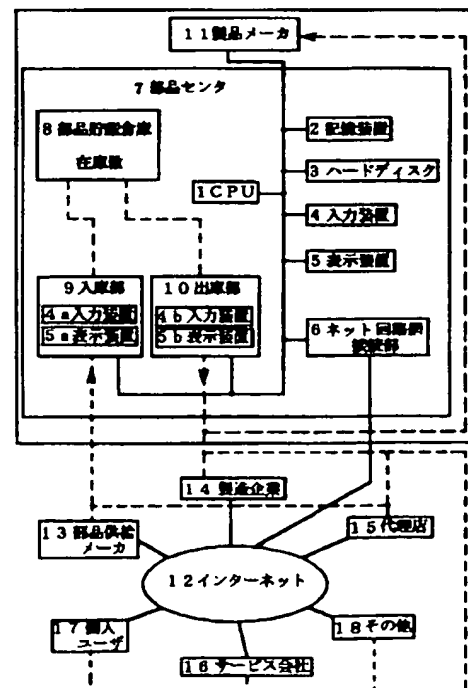 11製品メーカ
7部品センタ
8部品貯蔵倉庫
在庫数
2記憶装置
3ハードディスク
1CPU
4入力装置
5表示装置
9入庫部
4a入力装置
5a表示装置
10出庫部
4b入力装置
5b表示装置
6ネット回路網
接続部
14製造企業
13部品供給
メーカ
15代理店
12インターネット
17個人
ユーザ
18その他
16サービス会社